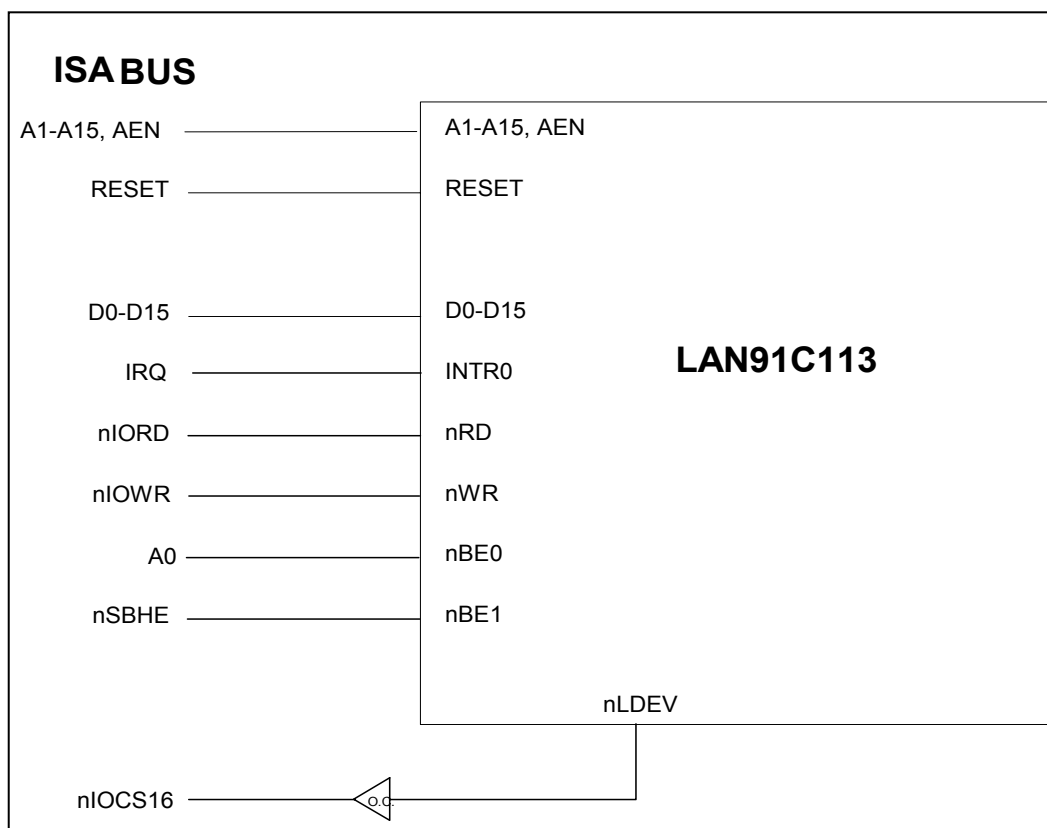 ISA BUS
A1-A15, AEN A1-A15, AEN
RESET RESET
D0-D15 D0-D15
LAN91C113
IRQ INTR0
nIORD nRD
nIOWR nWR
A0 nBE0
nSBHE nBE1
nLDEV
nIOCS16 O.C.